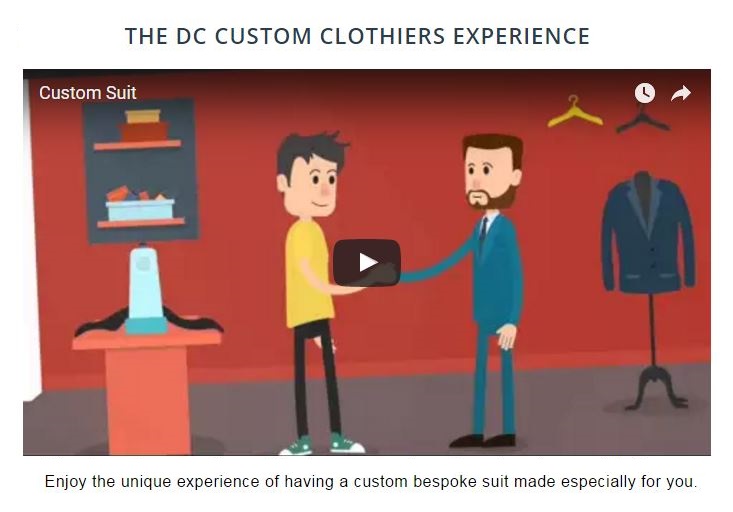 THE DC CUSTOM CLOTHIERS EXPERIENCE
Custom Suit
Enjoy the unique experience of having a custom bespoke suit made especially for you.